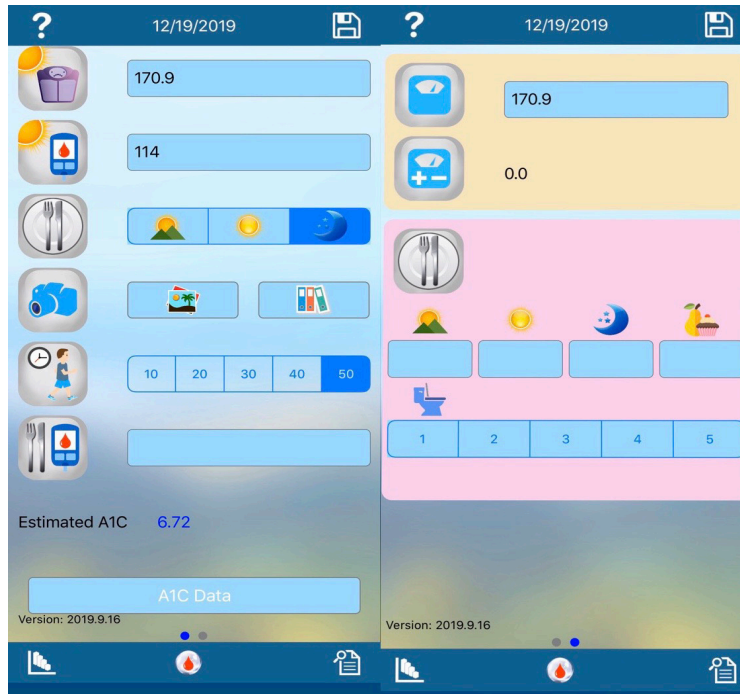 ?
12/19/2019
170.9
114
10 20 30 40 50
Estimated A1C 6.72
A1C Data
Version: 2019.9.16
?
12/19/2019
170.9
0.0
1 2 3 4 5
Version: 2019.9.16